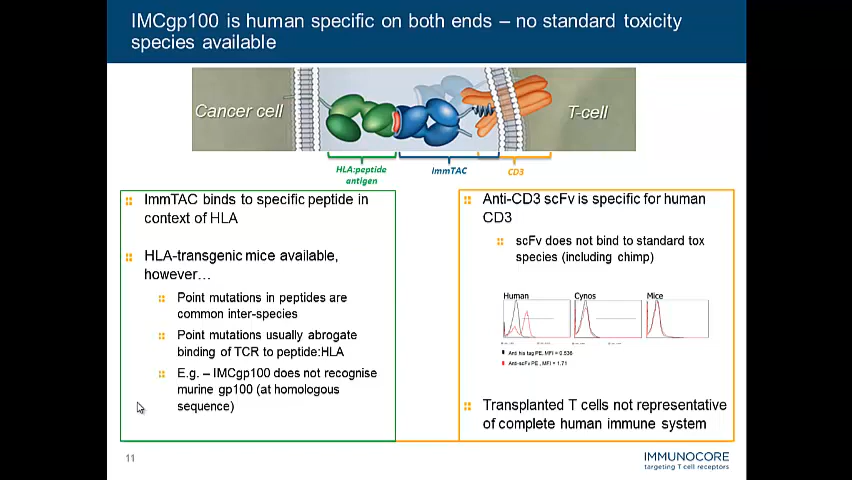 IMCgp100 is human specific on both ends – no standard toxicity
species available
Cancer cell
T-cell
HLA:peptide
antigen
ImmTAC
CD3
ImmTAC binds to specific peptide in
context of HLA
HLA-transgenic mice available,
however…
Point mutations in peptides are
common inter-species
Point mutations usually abrogate
binding of TCR to peptide:HLA
E.g. – IMCgp100 does not recognise
murine gp100 (at homologous
sequence)
Anti-CD3 scFv is specific for human
CD3
scFv does not bind to standard tox
species (including chimp)
Human
Cynos
Mice
Anti his tag PE, MFI = 0.536
Anti-scFv PE, MFI = 1.71
Transplanted T cells not representative
of complete human immune system
11
IMMUNOCORE
targeting T cell receptors